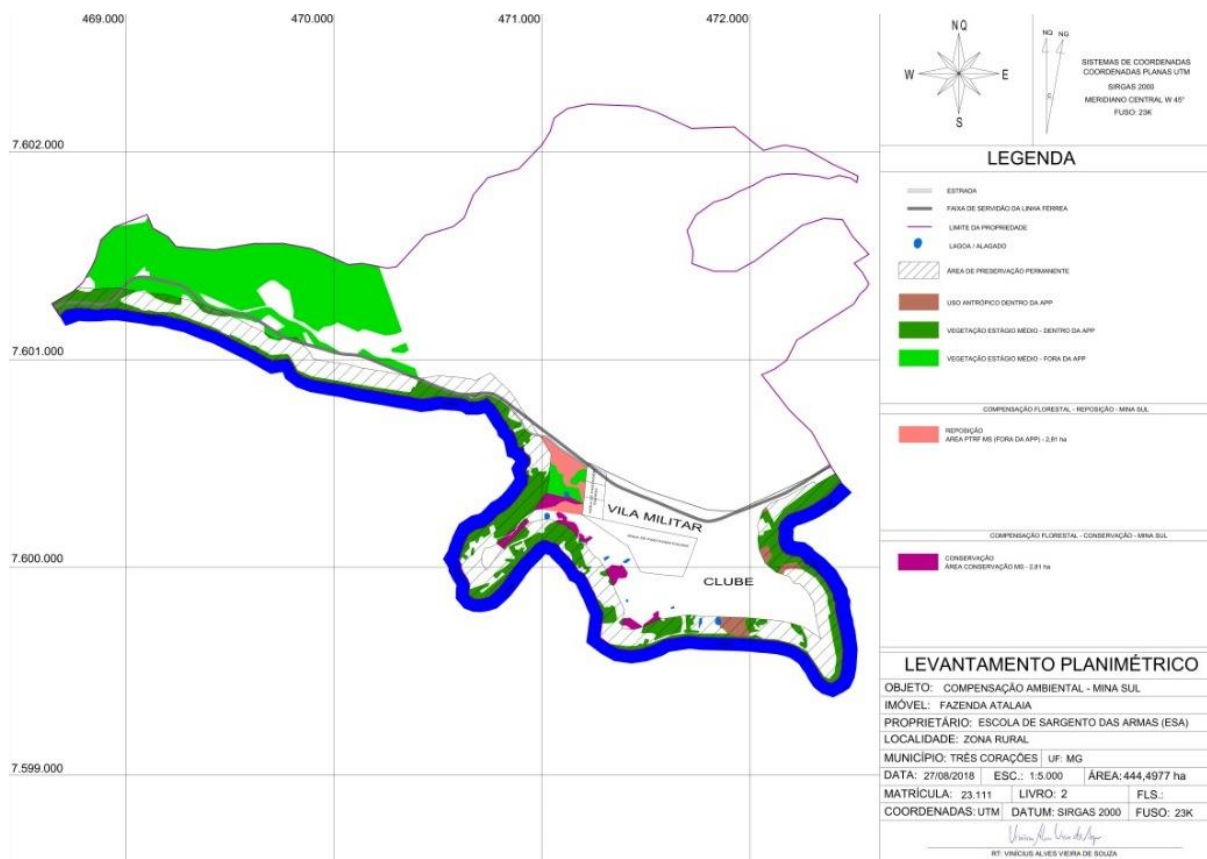 469.000
470.000
471.000
472.000
7.602.000
7.601.000
7.600.000
7.599.000
VILA MILITAR
CLUBE
NQ
W
E
S
NQ NG
SISTEMAS DE COORDENADAS
COORDENADAS PLANAS UTM
SIRGAS 2000
MERIDIANO CENTRAL W 45°
FUSO: 23K
LEGENDA
ESTRADA
FAIXA DE SERVIDÃO DA LINHA FÉRREA
LIMITE DA PROPRIEDADE
LAGOA / ALAGADO
ÁREA DE PRESERVAÇÃO PERMANENTE
USO ANTRÓPICO DENTRO DA APP
VEGETAÇÃO ESTÁGIO MÉDIO - DENTRO DA APP
VEGETAÇÃO ESTÁGIO MÉDIO - FORA DA APP
COMPENSAÇÃO FLORESTAL - REPOSIÇÃO - MINA SUL
REPOSIÇÃO
AREA PTRF MS (FORA DA APP) - 2,81 ha
COMPENSAÇÃO FLORESTAL - CONSERVAÇÃO - MINA SUL
CONSERVAÇÃO
ÁREA CONSERVAÇÃO MS - 2,81 ha
LEVANTAMENTO PLANIMÉTRICO
OBJETO: COMPENSAÇÃO AMBIENTAL - MINA SUL
IMÓVEL: FAZENDA ATALAIA
PROPRIETÁRIO: ESCOLA DE SARGENTO DAS ARMAS (ESA)
LOCALIDADE: ZONA RURAL
MUNICÍPIO: TRÊS CORAÇÕES UF: MG
DATA: 27/08/2018 ESC.: 1:5.000 ÁREA: 444,4977 ha
MATRÍCULA: 23.111 LIVRO: 2 FLS.:
COORDENADAS: UTM DATUM: SIRGAS 2000 FUSO: 23K
RT: VINÍCIUS ALVES VIEIRA DE SOUZA